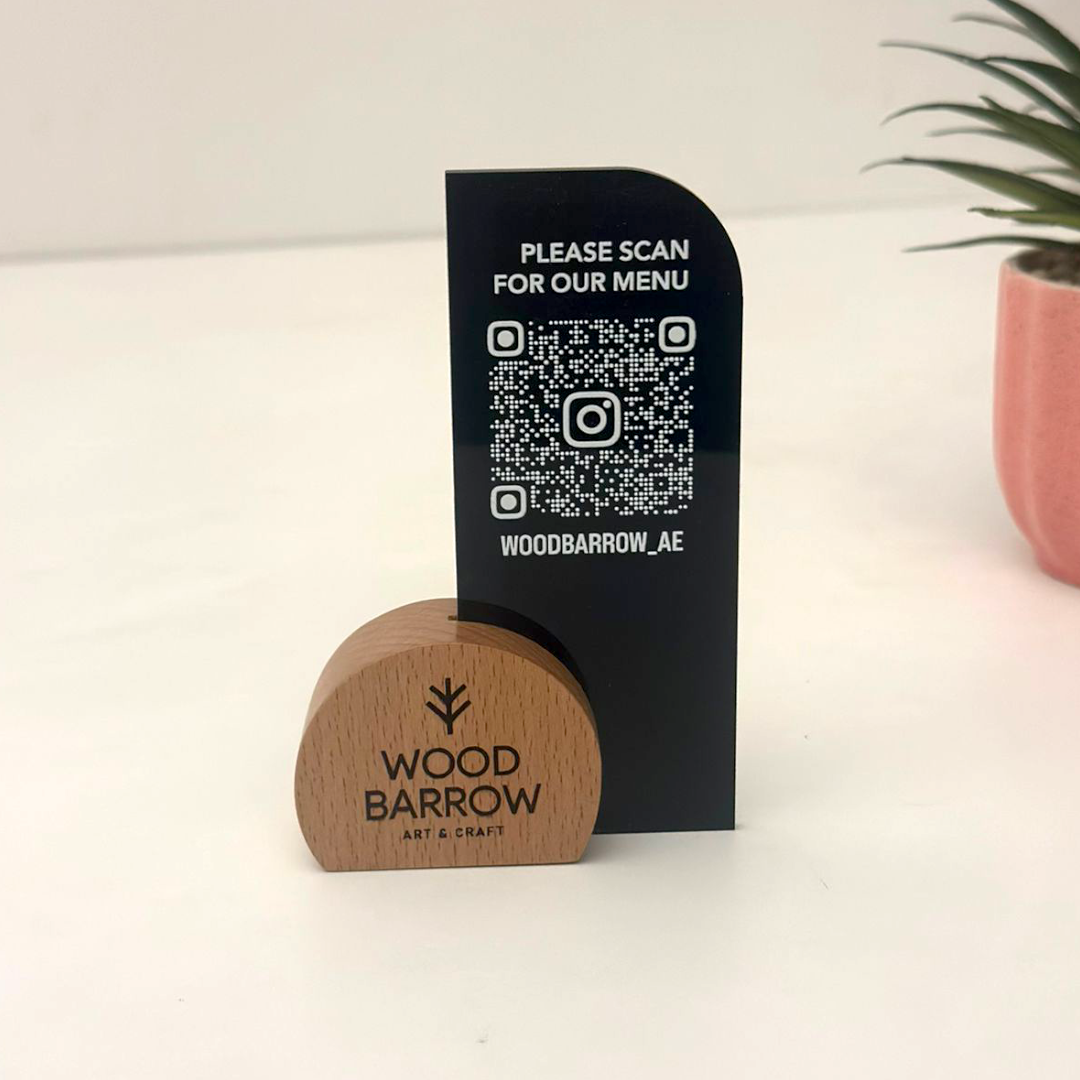 PLEASE SCAN
FOR OUR MENU
WOODBARROW_AE
WOOD
BARROW
ART & CRAFT